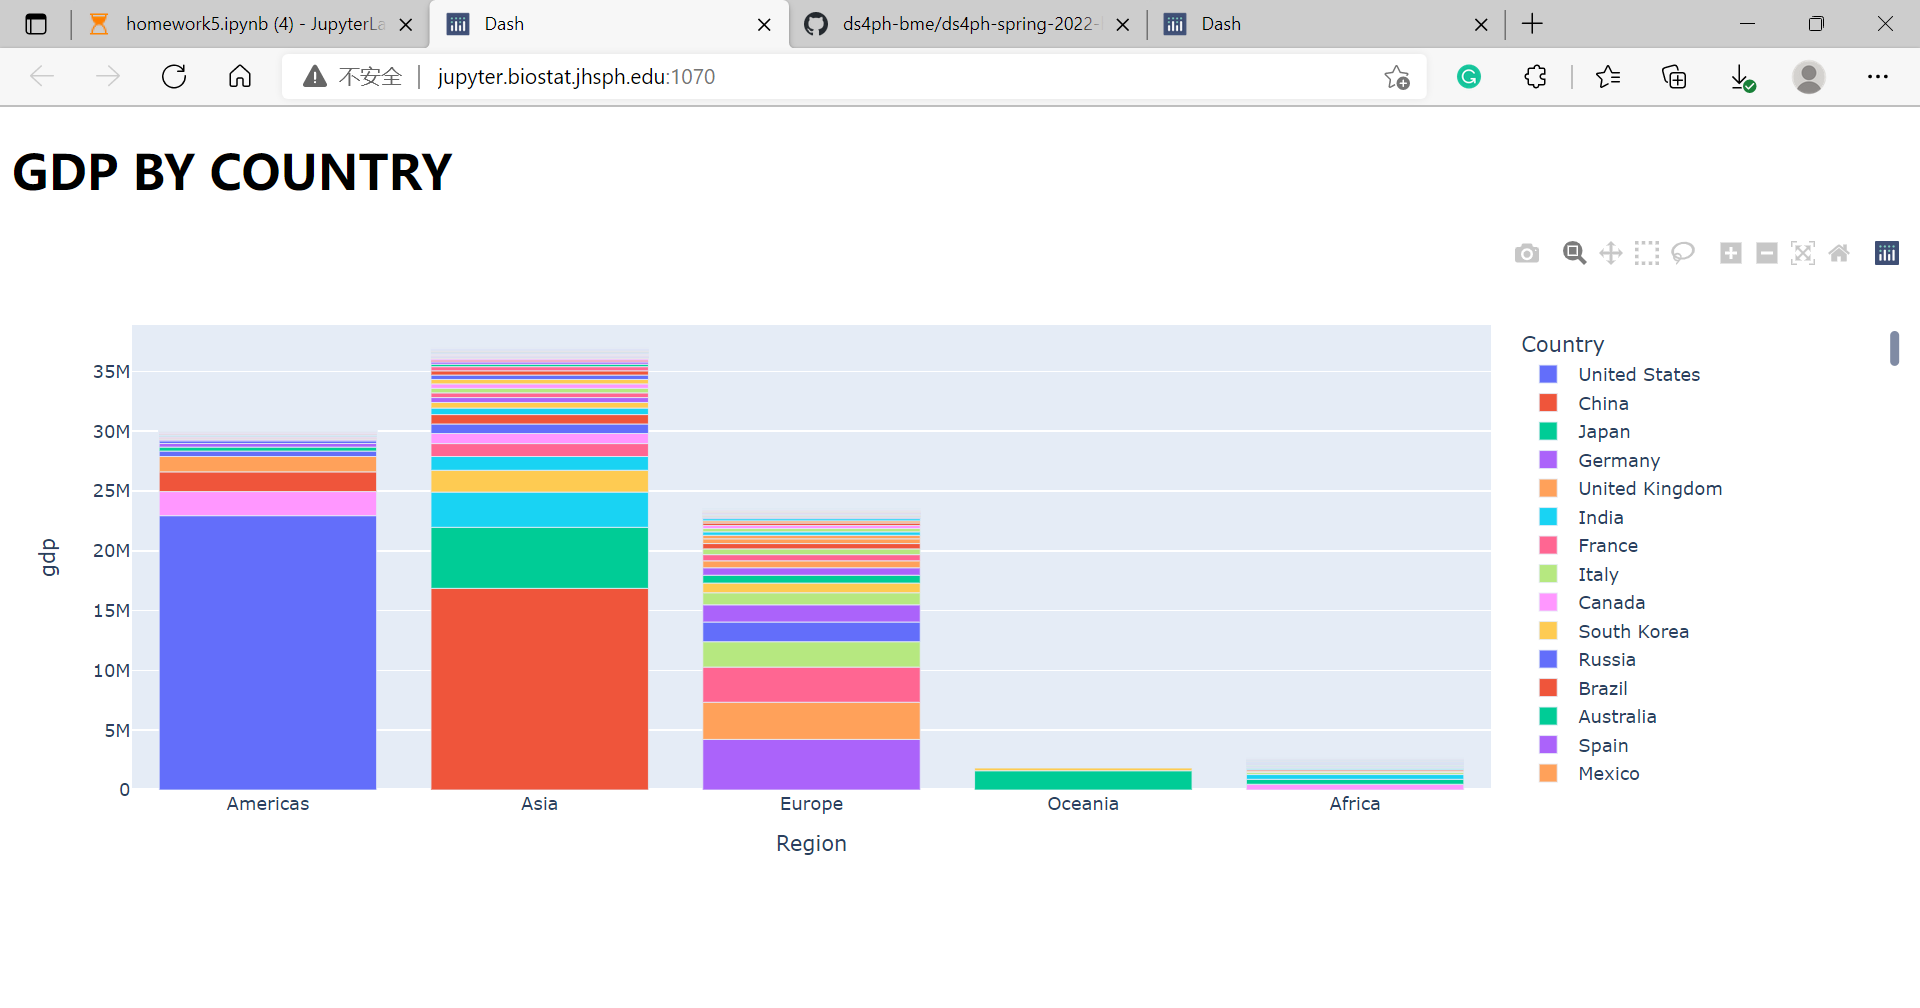 homework5.ipynb (4) - JupyterLa
Dash
ds4ph-bme/ds4ph-spring-2022-
Dash
不安全
jupyter.biostat.jhsph.edu:1070
GDP BY COUNTRY
35M
30M
25M
20M
15M
10M
5M
0
gdp
Americas
Asia
Europe
Oceania
Africa
Region
Country
United States
China
Japan
Germany
United Kingdom
India
France
Italy
Canada
South Korea
Russia
Brazil
Australia
Spain
Mexico